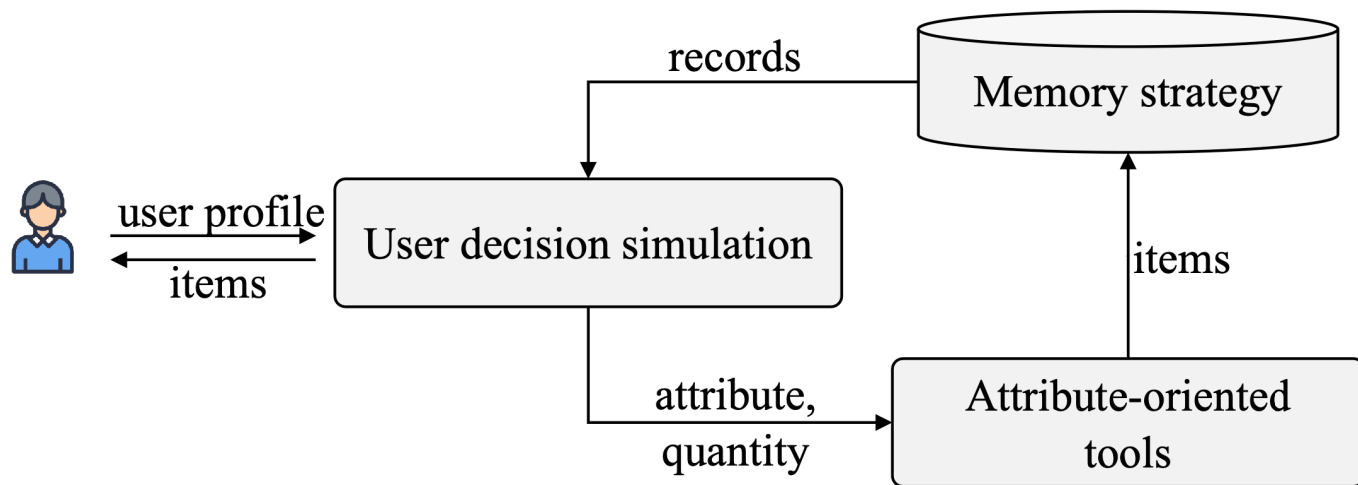 records
Memory strategy
user profile
User decision simulation
items
items
attribute,
quantity
Attribute-oriented
tools